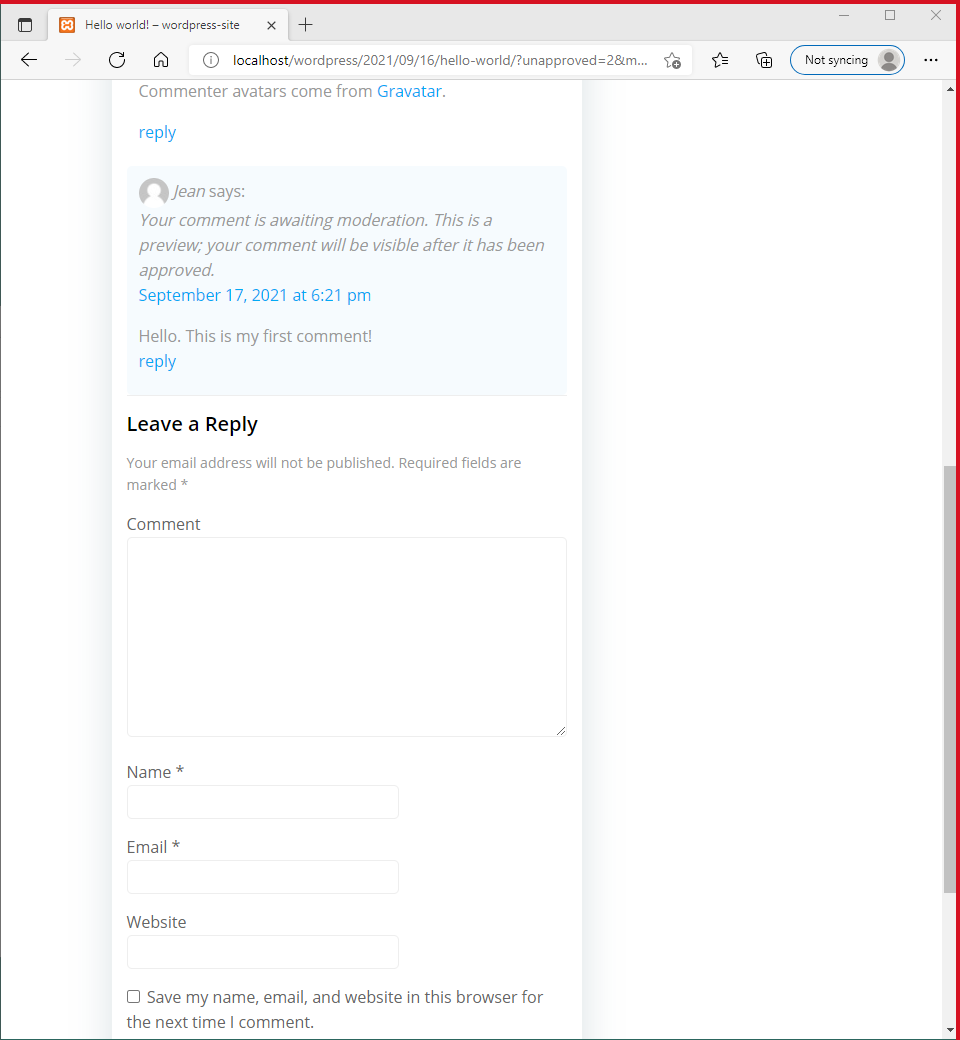 Hello world! – wordpress-site
localhost/wordpress/2021/09/16/hello-world/?unapproved=2&m...
Not syncing
Commenter avatars come from Gravatar.
reply
Jean says:
Your comment is awaiting moderation. This is a
preview; your comment will be visible after it has been
approved.
September 17, 2021 at 6:21 pm
Hello. This is my first comment!
reply
Leave a Reply
Your email address will not be published. Required fields are
marked *
Comment
Name *
Email *
Website
Save my name, email, and website in this browser for
the next time I comment.